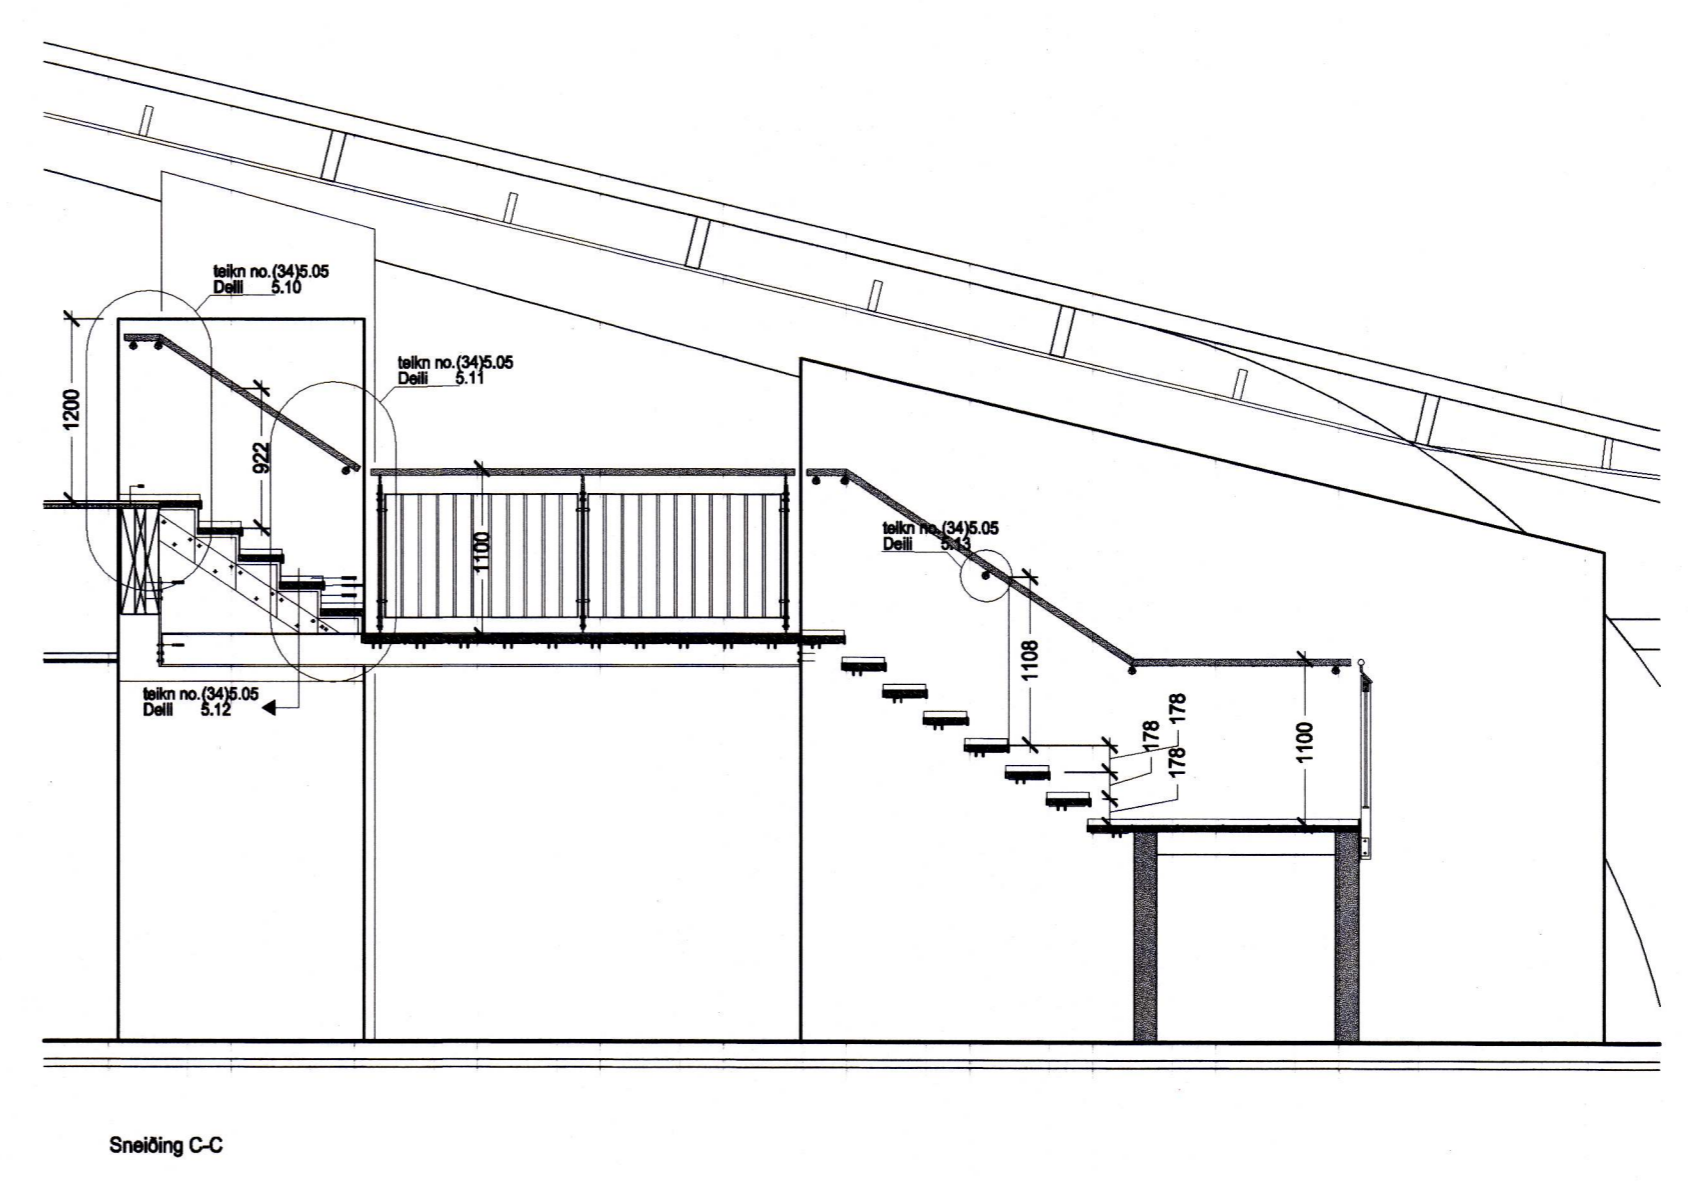 teikn no.(34)5.05
Deili 5.10
teikn no.(34)5.05
Deili 5.11
1200
922
1100
teikn no.(34)5.05
Deili 5.13
1108
178
178
178
1100
teikn no.(34)5.05
Deili 5.12
Sneiðing C-C